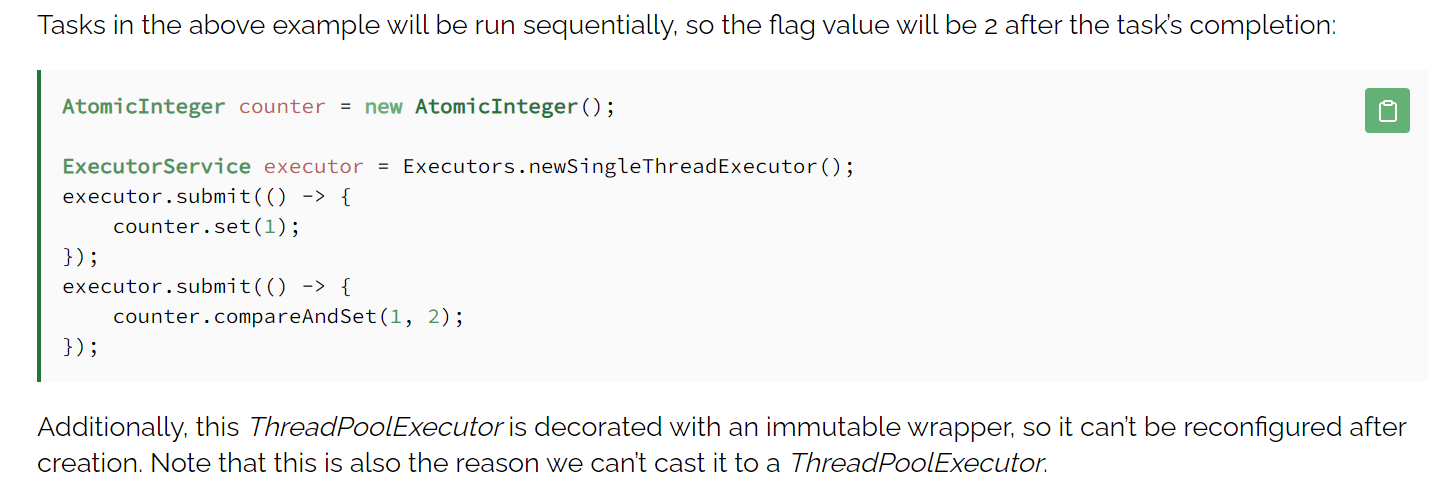 Tasks in the above example will be run sequentially, so the flag value will be 2 after the task's completion:
AtomicInteger counter = new AtomicInteger();
ExecutorService executor = Executors.newSingleThreadExecutor();
executor.submit(() -> {
    counter.set(1);
});
executor.submit(() -> {
    counter.compareAndSet(1, 2);
});
Additionally, this ThreadPoolExecutor is decorated with an immutable wrapper, so it can't be reconfigured after
creation. Note that this is also the reason we can't cast it to a ThreadPoolExecutor.